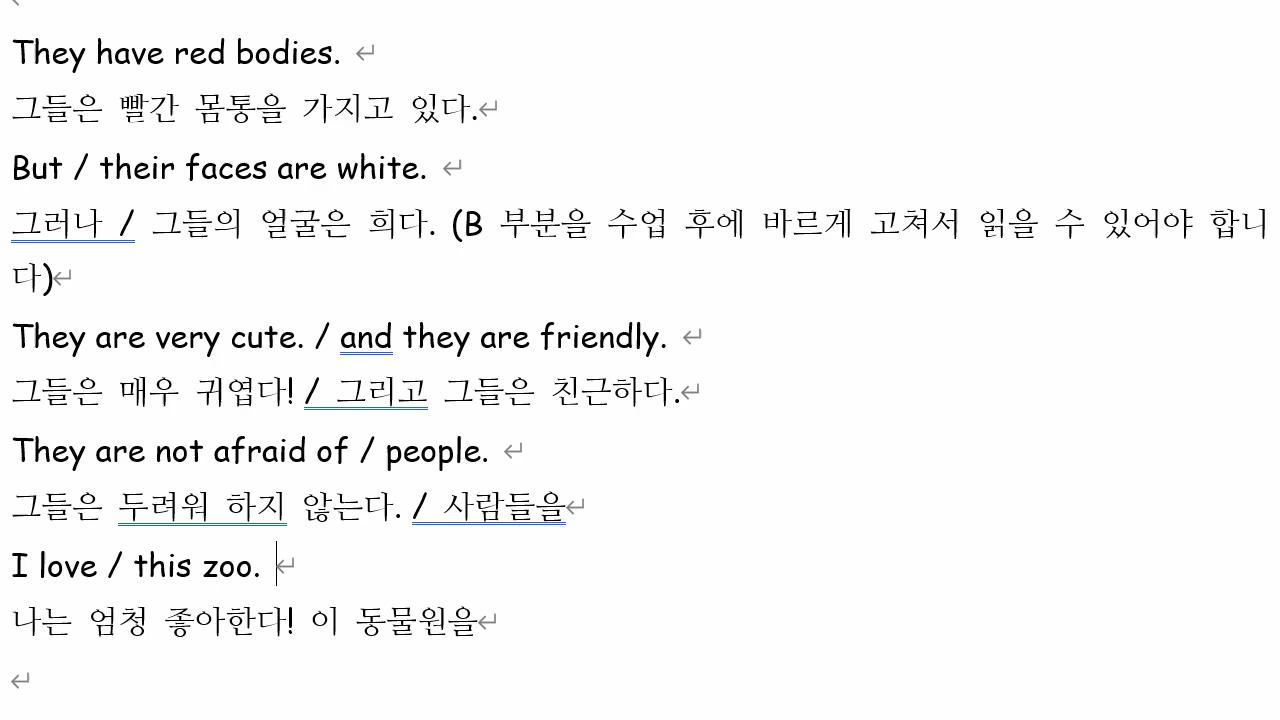 They have red bodies.
그들은 빨간 몸통을 가지고 있다.
But / their faces are white.
그러나 / 그들의 얼굴은 희다. (B 부분을 수업 후에 바르게 고쳐서 읽을 수 있어야 합니
다)
They are very cute. / and they are friendly.
그들은 매우 귀엽다! / 그리고 그들은 친근하다.
They are not afraid of / people.
그들은 두려워 하지 않는다. / 사람들을
I love / this zoo.
나는 엄청 좋아한다! 이 동물원을